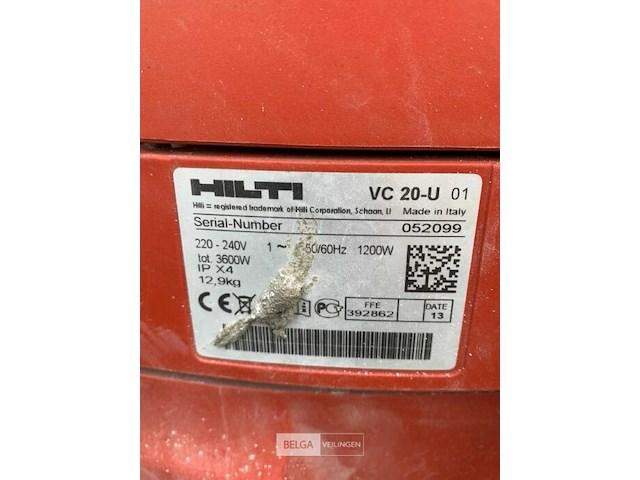 HILTI VC 20-U 01
Hilti = registered trademark of Hilti Corporation, Schaan, LI Made in Italy
Serial-Number 052099
220 - 240V 1 ~ 50/60Hz 1200W
tot. 3600W
IP X4
12,9kg
CE FFE DATE
392862 13
BELGA VEILINGEN